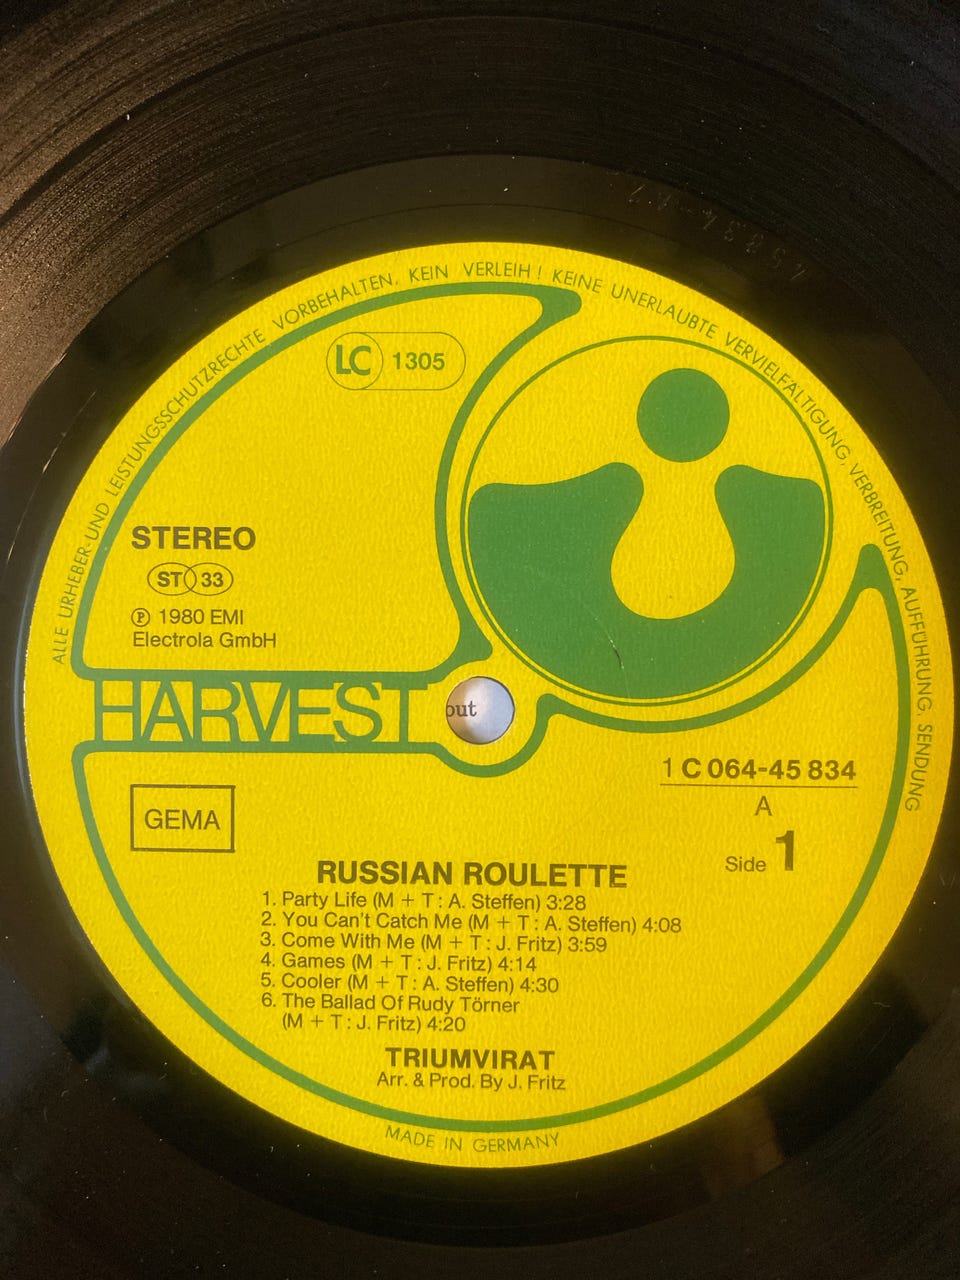 ALLE URHEBER- UND LEISTUNGSSCHUTZRECHTE VORBEHALTEN. KEIN VERLEIH! KEINE UNERLAUBTE VERVIELFÄLTIGUNG, VERBREITUNG, AUFFÜHRUNG, SENDUNG
LC 1305
STEREO
ST 33
℗ 1980 EMI
Electrola GmbH
HARVEST
out
1 C 064-45 834
A
Side 1
GEMA
RUSSIAN ROULETTE
1. Party Life (M + T : A. Steffen) 3:28
2. You Can't Catch Me (M + T : A. Steffen) 4:08
3. Come With Me (M + T : J. Fritz) 3:59
4. Games (M + T : J. Fritz) 4:14
5. Cooler (M + T : A. Steffen) 4:30
6. The Ballad Of Rudy Törner
(M + T : J. Fritz) 4:20
TRIUMVIRAT
Arr. & Prod. By J. Fritz
MADE IN GERMANY